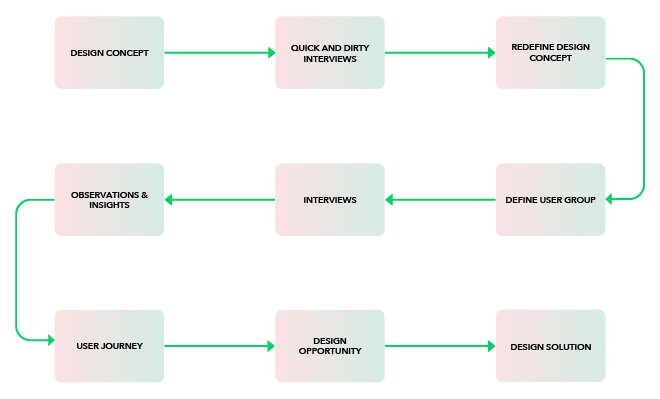 DESIGN CONCEPT
QUICK AND DIRTY
INTERVIEWS
REDEFINE DESIGN
CONCEPT
DEFINE USER GROUP
INTERVIEWS
OBSERVATIONS &
INSIGHTS
USER JOURNEY
DESIGN
OPPORTUNITY
DESIGN SOLUTION